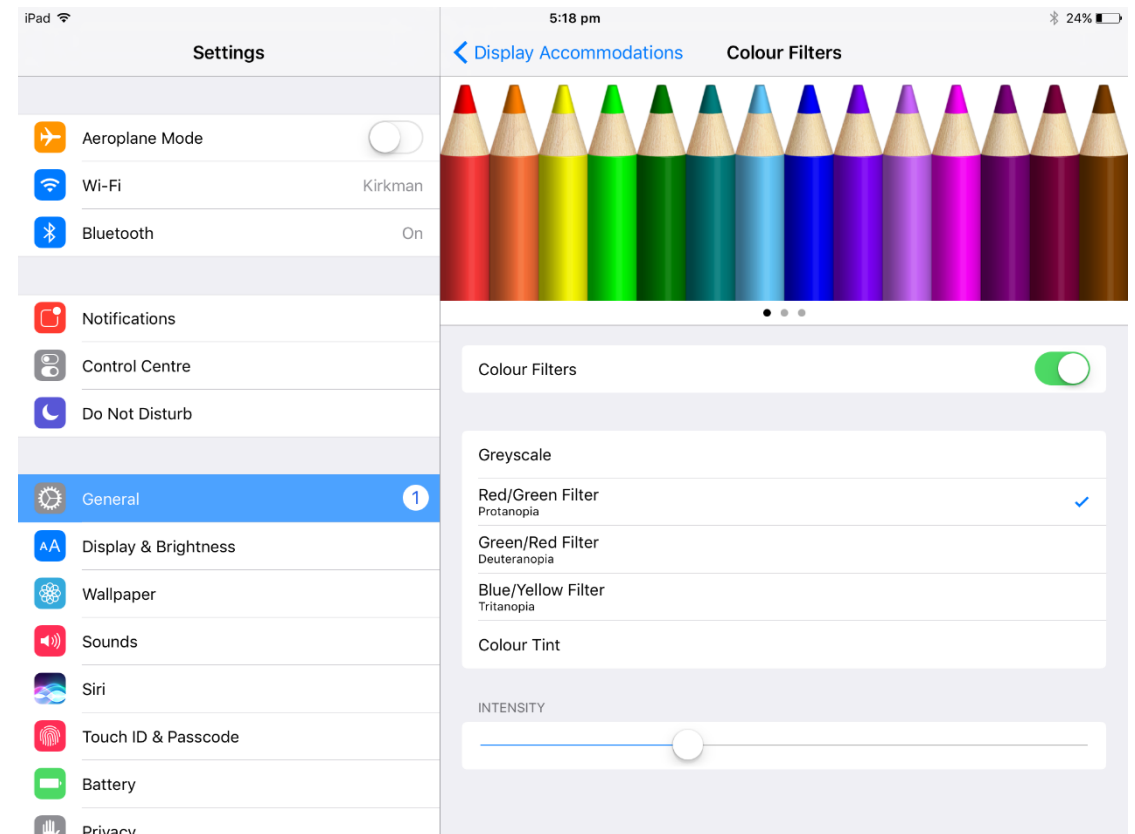 iPad
5:18 pm
24%
Settings
Display Accommodations
Colour Filters
Aeroplane Mode
Wi-Fi
Kirkman
Bluetooth
On
Notifications
Control Centre
Do Not Disturb
General
1
AA
Display & Brightness
Wallpaper
Sounds
Siri
Touch ID & Passcode
Battery
Privacy
Colour Filters
Greyscale
Red/Green Filter
Protanopia
Green/Red Filter
Deuteranopia
Blue/Yellow Filter
Tritanopia
Colour Tint
INTENSITY